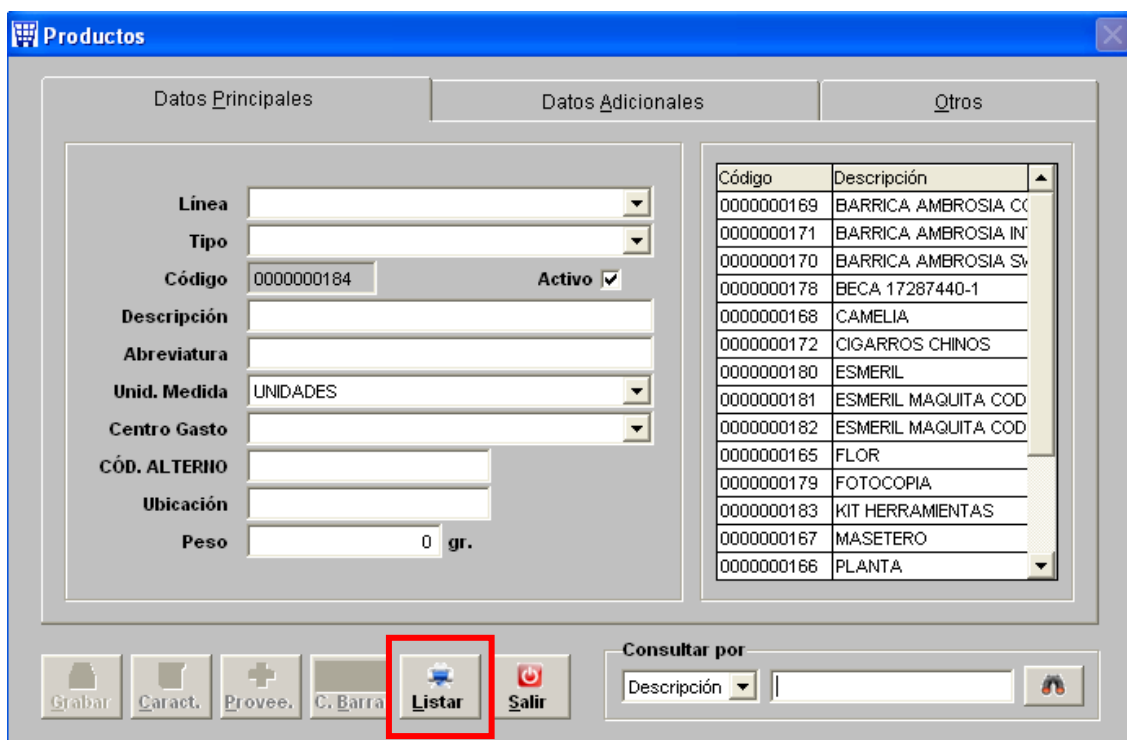 Productos
Datos Principales
Datos Adicionales
Otros
Línea
Tipo
Código 0000000184 Activo
Descripción
Abreviatura
Unid. Medida UNIDADES
Centro Gasto
CÓD. ALTERNO
Ubicación
Peso 0 gr.
Código Descripción
0000000169 BARRICA AMBROSIA CO
0000000171 BARRICA AMBROSIA IN
0000000170 BARRICA AMBROSIA
0000000178 BECA 17287440-1
0000000168 CAMELIA
0000000172 CIGARROS CHINOS
0000000180 ESMERIL
0000000181 ESMERIL MAQUITA COD
0000000182 ESMERIL MAQUITA COD
0000000165 FLOR
0000000179 FOTOCOPIA
0000000183 KIT HERRAMIENTAS
0000000167 MASETERO
0000000166 PLANTA
Grabar
Caract.
Provee.
C. Barra
Listar
Salir
Consultar por
Descripción